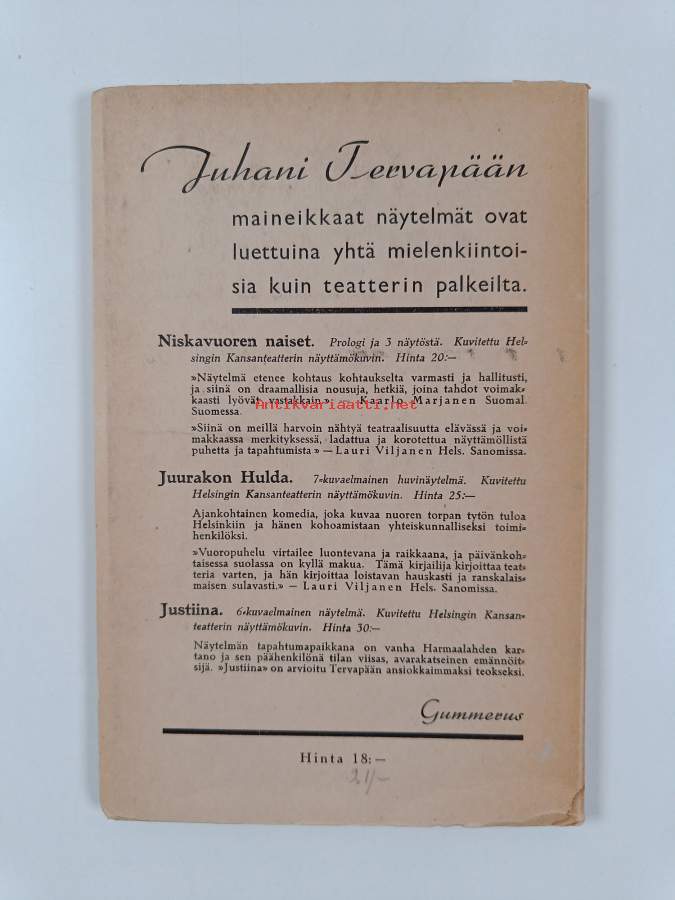 Juhani Tervapään
maineikkaat näytelmät ovat
luettuina yhtä mielenkiintoi-
sia kuin teatterin palkeilta.
Niskavuoren naiset. Prologi ja 3 näytöstä. Kuvitettu Hel-
singin Kansanteatterin näyttämökuvin. Hinta 20:—
»Näytelmä etenee kohtaus kohtaukselta varmasti ja hallitusti,
ja siinä on draamallisia nousuja, hetkiä, joina tahdot voimak-
kaasti lyövät vastakkain.» — Kaarlo Marjanen Suomal.
Suomessa.
Antikvariaatti.net
»Siinä on meillä harvoin nähtyä teatraalisuutta elävässä ja voi-
makkaassa merkityksessä, ladattua ja korotettua näyttämöllistä
puhetta ja tapahtumista » — Lauri Viljanen Hels. Sanomissa.
Juurakon Hulda. 7-kuvaelmainen huvinäytelmä. Kuvitettu
Helsingin Kansanteatterin näyttämökuvin. Hinta 25:—
Ajankohtainen komedia, joka kuvaa nuoren torpan tytön tuloa
Helsinkiin ja hänen kohoamistaan yhteiskunnalliseksi toimi-
henkilöksi.
»Vuoropuhelu virtailee luontevana ja raikkaana, ja päivänkoh-
taisessa suolassa on kyllä makua. Tämä kirjailija kirjoittaa teat-
teria varten, ja hän kirjoittaa loistavan hauskasti ja ranskalais-
maisen sulavasti.» — Lauri Viljanen Hels. Sanomissa.
Justiina. 6-kuvaelmainen näytelmä. Kuvitettu Helsingin Kansan-
teatterin näyttämökuvin. Hinta 30:—
Näytelmän tapahtumapaikkana on vanha Harmaalahden kar-
tano ja sen päähenkilönä tilan viisas, avarakatseinen emännöit-
sijä. »Justiina» on arvioitu Tervapään ansiokkaimmaksi teokseksi.
Gummerus
Hinta 18:—
21/-